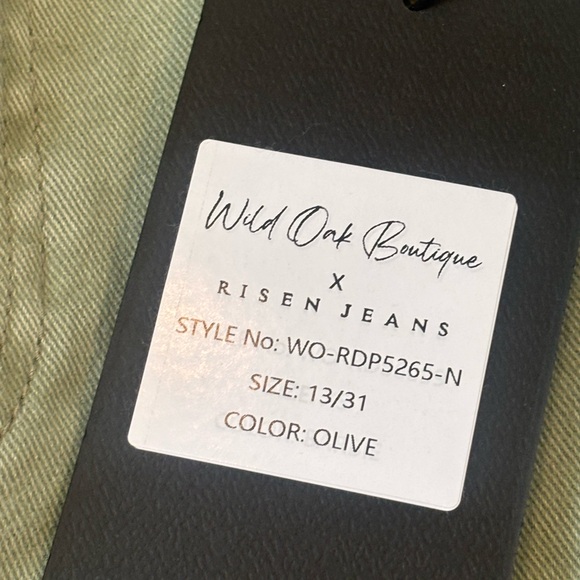 Wild Oak Boutique
X
RISEN JEANS
STYLE No: WO-RDP5265-N
SIZE: 13/31
COLOR: OLIVE